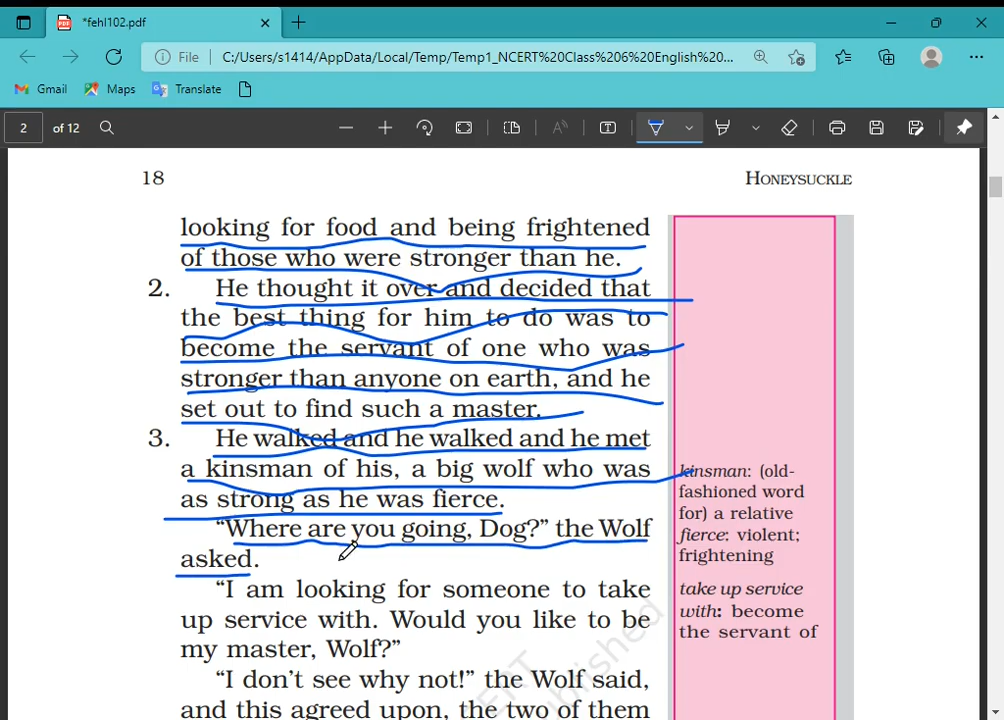 *fehl102.pdf
File C:/Users/s1414/AppData/Local/Temp/Temp1_NCERT%20Class%206%20English%20...
Gmail Maps Translate
2 of 12
18 HONEYSUCKLE
looking for food and being frightened
of those who were stronger than he.
2. He thought it over and decided that
the best thing for him to do was to
become the servant of one who was
stronger than anyone on earth, and he
set out to find such a master.
3. He walked and he walked and he met
a kinsman of his, a big wolf who was
as strong as he was fierce.
“Where are you going, Dog?” the Wolf
asked.
“I am looking for someone to take
up service with. Would you like to be
my master, Wolf?”
“I don’t see why not!” the Wolf said,
and this agreed upon, the two of them
kinsman: (old-
fashioned word
for) a relative
fierce: violent;
frightening
take up service
with: become
the servant of